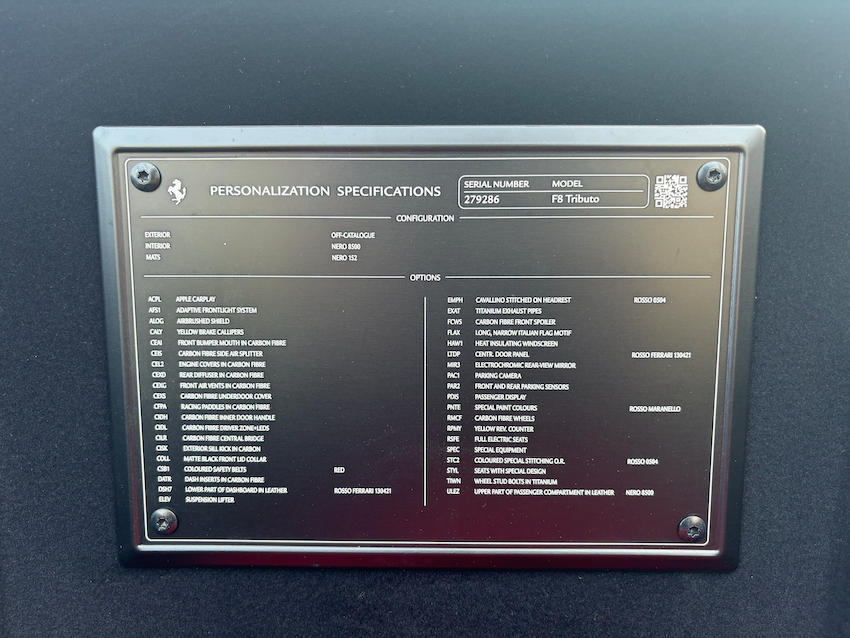 PERSONALIZATION SPECIFICATIONS
SERIAL NUMBER MODEL
279286 F8 Tributo
CONFIGURATION
EXTERIOR OFF-CATALOGUE
INTERIOR NERO 8500
MATS NERO 152
OPTIONS
ACPL APPLE CARPLAY
AFS1 ADAPTIVE FRONTLIGHT SYSTEM
ALOG AIRBRUSHED SHIELD
CALY YELLOW BRAKE CALLIPERS
CEAI FRONT BUMPER MOUTH IN CARBON FIBRE
CEIS CARBON FIBRE SIDE AIR SPLITTER
CEL2 ENGINE COVERS IN CARBON FIBRE
CEXD REAR DIFFUSER IN CARBON FIBRE
CEXG FRONT AIR VENTS IN CARBON FIBRE
CEXS CARBON FIBRE UNDERDOOR COVER
CFPA RACING PADDLES IN CARBON FIBRE
CIDH CARBON FIBRE INNER DOOR HANDLE
CIDL CARBON FIBRE DRIVER ZONE+LEDS
CILR CARBON FIBRE CENTRAL BRIDGE
CISK EXTERIOR SILL KICK IN CARBON
COLL MATTE BLACK FRONT LID COLLAR
CSB1 COLOURED SAFETY BELTS RED
DATR DASH INSERTS IN CARBON FIBRE
DSH7 LOWER PART OF DASHBOARD IN LEATHER ROSSO FERRARI 130421
ELEV SUSPENSION LIFTER
EMPH CAVALLINO STITCHED ON HEADREST ROSSO 0504
EXAT TITANIUM EXHAUST PIPES
FCWS CARBON FIBRE FRONT SPOILER
FLAX LONG, NARROW ITALIAN FLAG MOTIF
HAW1 HEAT INSULATING WINDSCREEN
LTDP CENTR. DOOR PANEL ROSSO FERRARI 130421
MIR3 ELECTROCHROMIC REAR-VIEW MIRROR
PAC1 PARKING CAMERA
PAR2 FRONT AND REAR PARKING SENSORS
PDIS PASSENGER DISPLAY
PNTE SPECIAL PAINT COLOURS ROSSO MARANELLO
RMCF CARBON FIBRE WHEELS
RPMY YELLOW REV. COUNTER
RSFE FULL ELECTRIC SEATS
SPEC SPECIAL EQUIPMENT
STC2 COLOURED SPECIAL STITCHING O.R. ROSSO 0504
STYL SEATS WITH SPECIAL DESIGN
TIWN WHEEL STUD BOLTS IN TITANIUM
ULEZ UPPER PART OF PASSENGER COMPARTMENT IN LEATHER NERO 8500